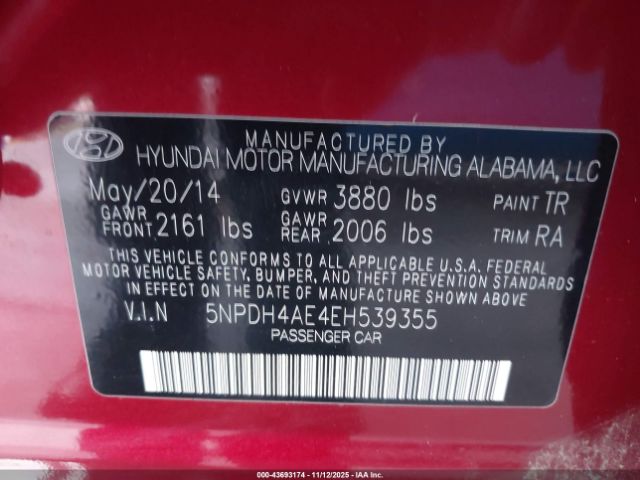 MANUFACTURED BY
HYUNDAI MOTOR MANUFACTURING ALABAMA, LLC
May/20/14 GVWR 3880 lbs PAINT TR
GAWR FRONT 2161 lbs GAWR REAR 2006 lbs TRIM RA
THIS VEHICLE CONFORMS TO ALL APPLICABLE U.S.A. FEDERAL
MOTOR VEHICLE SAFETY, BUMPER, AND THEFT PREVENTION STANDARDS
IN EFFECT ON THE DATE OF MANUFACTURE SHOWN ABOVE.
V.I.N 5NPDH4AE4EH539355
PASSENGER CAR
000-43693174 - 11/12/2025 - IAA Inc.